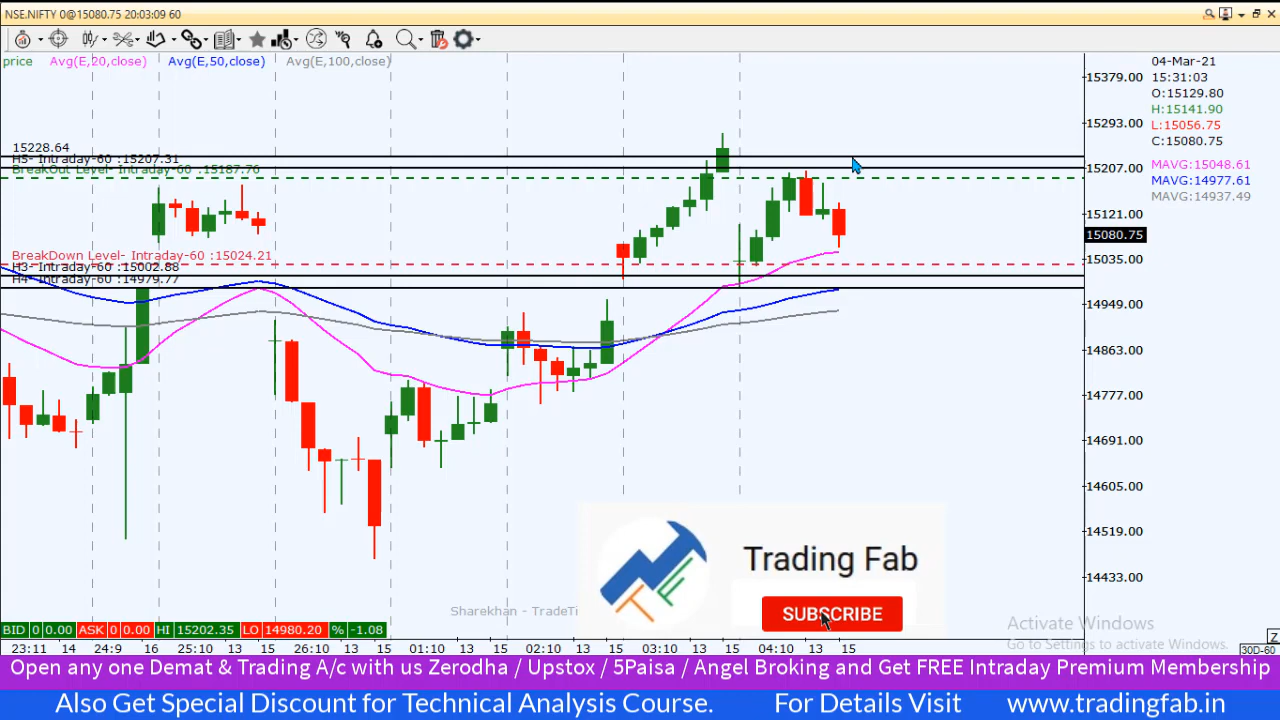 NSE.NIFTY 0@15080.75 20:03:09 60
price Avg(E,20,close) Avg(E,50,close) Avg(E,100,close)
04-Mar-21
15:31:03
O:15129.80
H:15141.90
L:15056.75
C:15080.75
MAVG:15048.61
MAVG:14977.61
MAVG:14937.49
15379.00
15293.00
15207.00
15121.00
15080.75
15035.00
14949.00
14863.00
14777.00
14691.00
14605.00
14519.00
14433.00
15228.64
H5- Intraday-60 :15207.31
BreakOut Level- Intraday-60 :15187.76
BreakDown Level- Intraday-60 :15024.21
H3- Intraday-60 :15002.88
H4- Intraday-60 :14979.77
Trading Fab
SUBSCRIBE
Sharekhan - TradeTi
Activate Windows
Go to Settings to activate Windows.
BID 0 0.00 ASK 0 0.00 HI 15202.35 LO 14980.20 % -1.08
Z
23:11 14 24:9 16 25:10 15 26:10 13 15 01:10 13 15 02:10 13 15 03:10 13 15 04:10 13 15
30D-60
Open any one Demat & Trading A/c with us Zerodha / Upstox / 5Paisa / Angel Broking and Get FREE Intraday Premium Membership
Also Get Special Discount for Technical Analysis Course. For Details Visit www.tradingfab.in